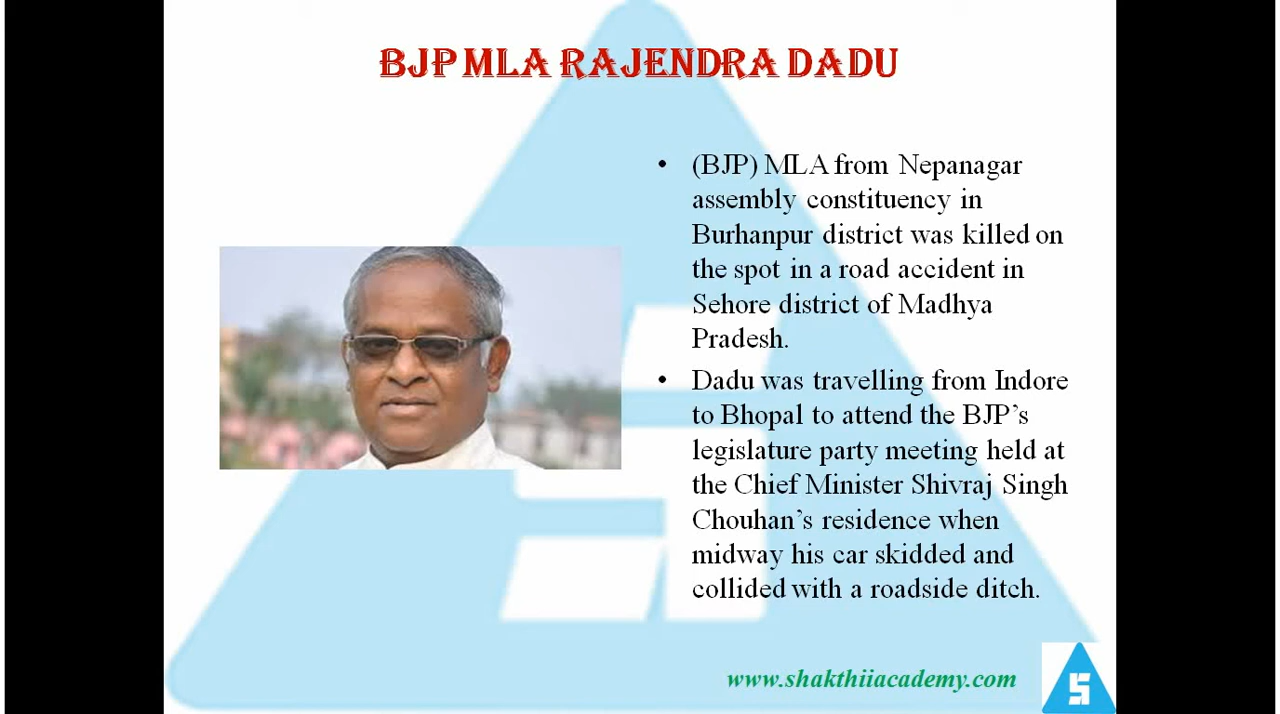 BJP MLA RAJENDRA DADU
• (BJP) MLA from Nepanagar
assembly constituency in
Burhanpur district was killed on
the spot in a road accident in
Sehore district of Madhya
Pradesh.
• Dadu was travelling from Indore
to Bhopal to attend the BJP’s
legislature party meeting held at
the Chief Minister Shivraj Singh
Chouhan’s residence when
midway his car skidded and
collided with a roadside ditch.
www.shakthiiacademy.com